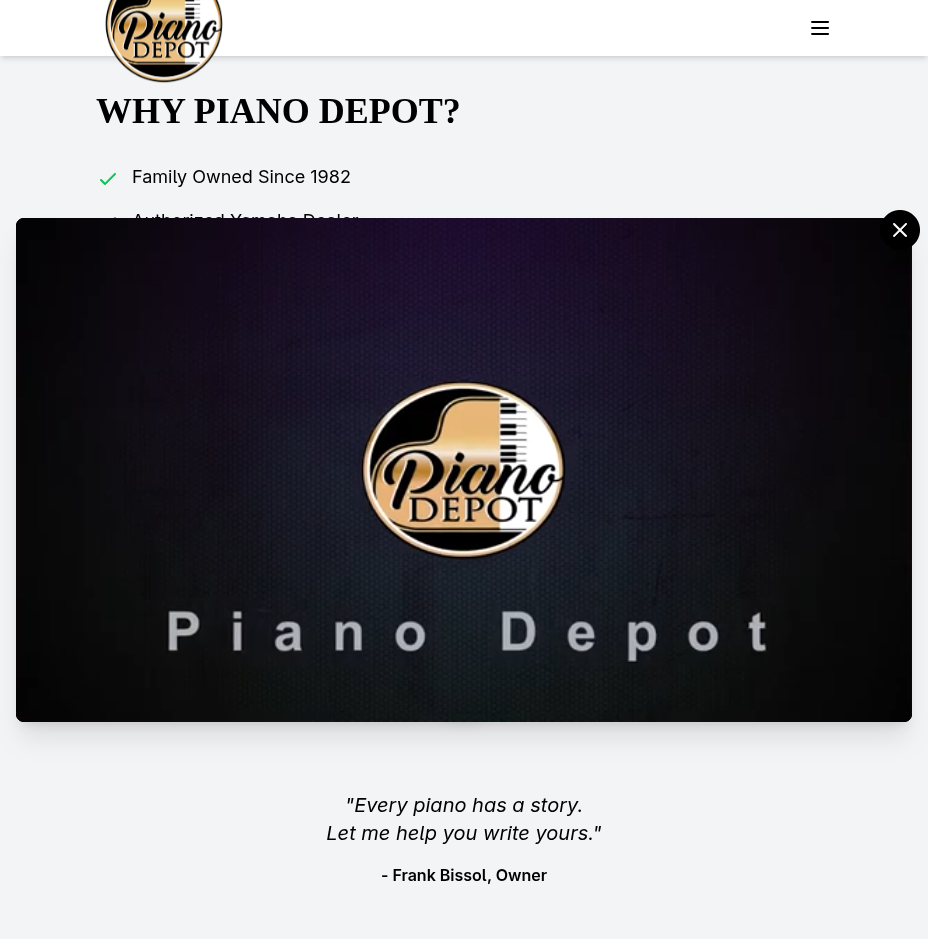 Piano
DEPOT
WHY PIANO DEPOT?
Family Owned Since 1982
Authorized Yamaha Dealer
Piano
DEPOT
Piano Depot
"Every piano has a story.
Let me help you write yours."
- Frank Bissol, Owner